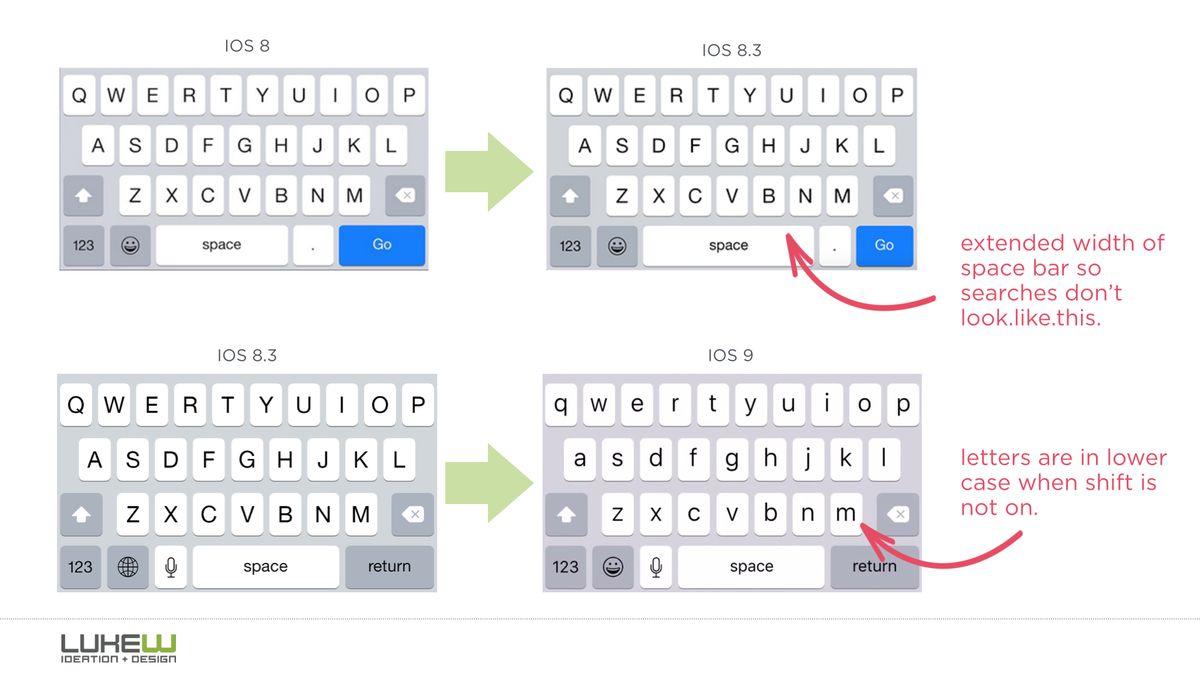 IOS 8
Q W E R T Y U I O P
A S D F G H J K L
Z X C V B N M
123 space . Go
IOS 8.3
Q W E R T Y U I O P
A S D F G H J K L
Z X C V B N M
123 space . Go
extended width of
space bar so
searches don’t
look.like.this.
IOS 8.3
Q W E R T Y U I O P
A S D F G H J K L
Z X C V B N M
123 space return
IOS 9
q w e r t y u i o p
a s d f g h j k l
z x c v b n m
123 space return
letters are in lower
case when shift is
not on.
LUKEW
IDEATION + DESIGN